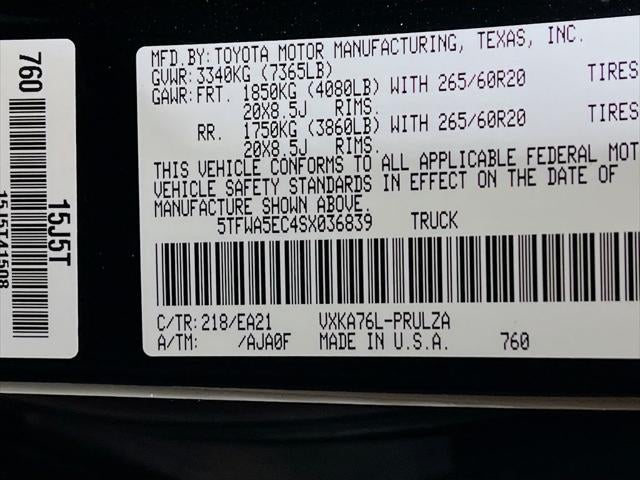 MFD.BY: TOYOTA MOTOR MANUFACTURING, TEXAS, INC.
GVWR: 3340KG (7365LB)
GAWR: FRT. 1850KG (4080LB) WITH 265/60R20 TIRES
20X8.5J RIMS.
RR. 1750KG (3860LB) WITH 265/60R20 TIRES
20X8.5J RIMS.
THIS VEHICLE CONFORMS TO ALL APPLICABLE FEDERAL MOT
VEHICLE SAFETY STANDARDS IN EFFECT ON THE DATE OF
MANUFACTURE SHOWN ABOVE.
5TFWA5EC4SX036839 TRUCK
C/TR: 218/EA21 VXKA76L-PRULZA
A/TM: /AJA0F MADE IN U.S.A. 760
760
15J5T
15J5T41508